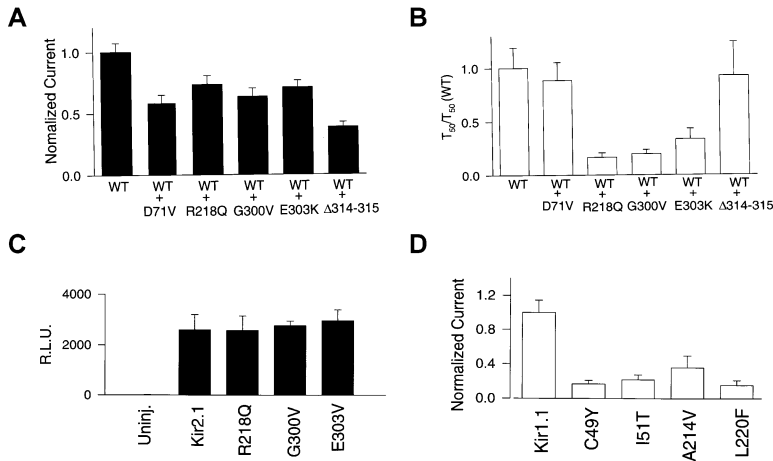 A
Nomalized Current
1.0
0.5
0.0
WT
WT + D71V
WT + R218Q
WT + G300V
WT + E303K
WT + Δ314-315
B
T50/T50 (WT)
1.0
0.5
0.0
WT
WT + D71V
WT + R218Q
WT + G300V
WT + E303K
WT + Δ314-315
C
R.L.U.
4000
2000
0
Uninj.
Kir2.1
R218Q
G300V
E303V
D
Normalized Current
1.2
0.8
0.4
0.0
Kir1.1
C49Y
I51T
A214V
L220F